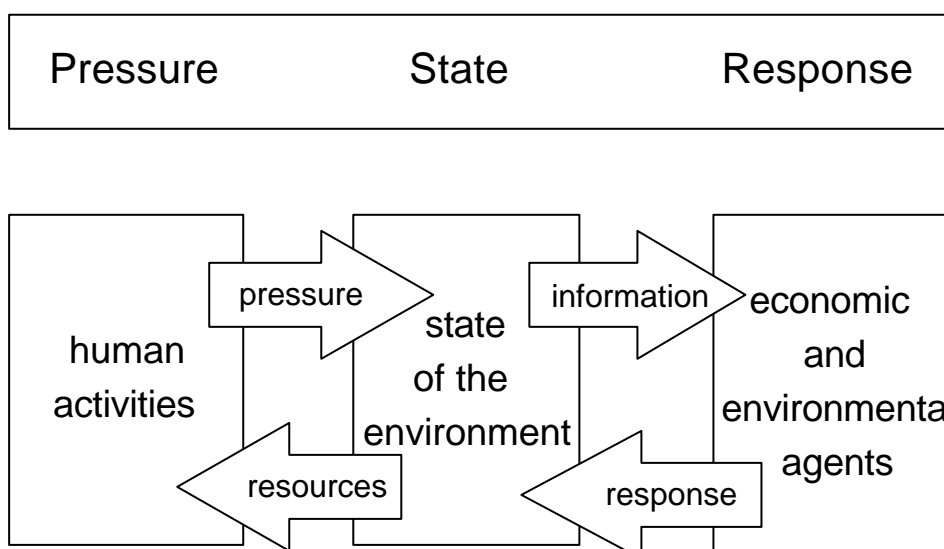 Pressure State Response
pressure
information
human
activities
state
of the
environment
economic
and
environmenta
agents
resources
response